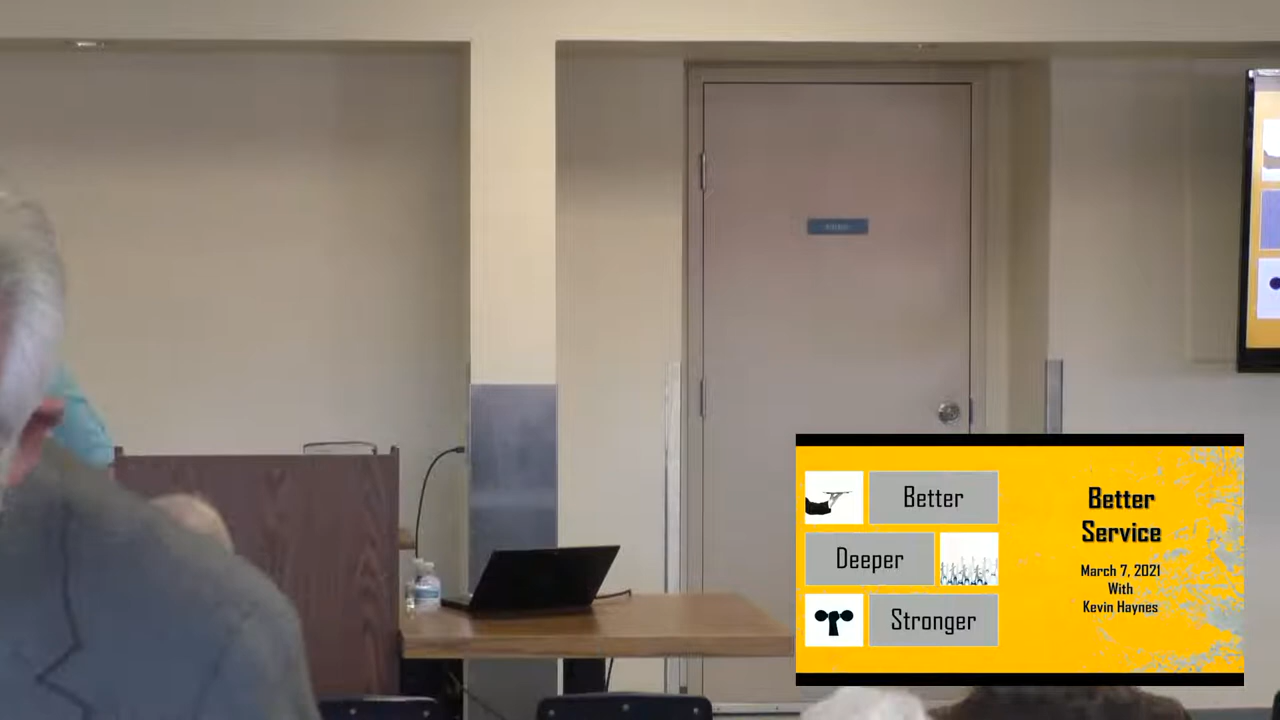 Better
Deeper
Stronger
Better
Service
March 7, 2021
With
Kevin Haynes